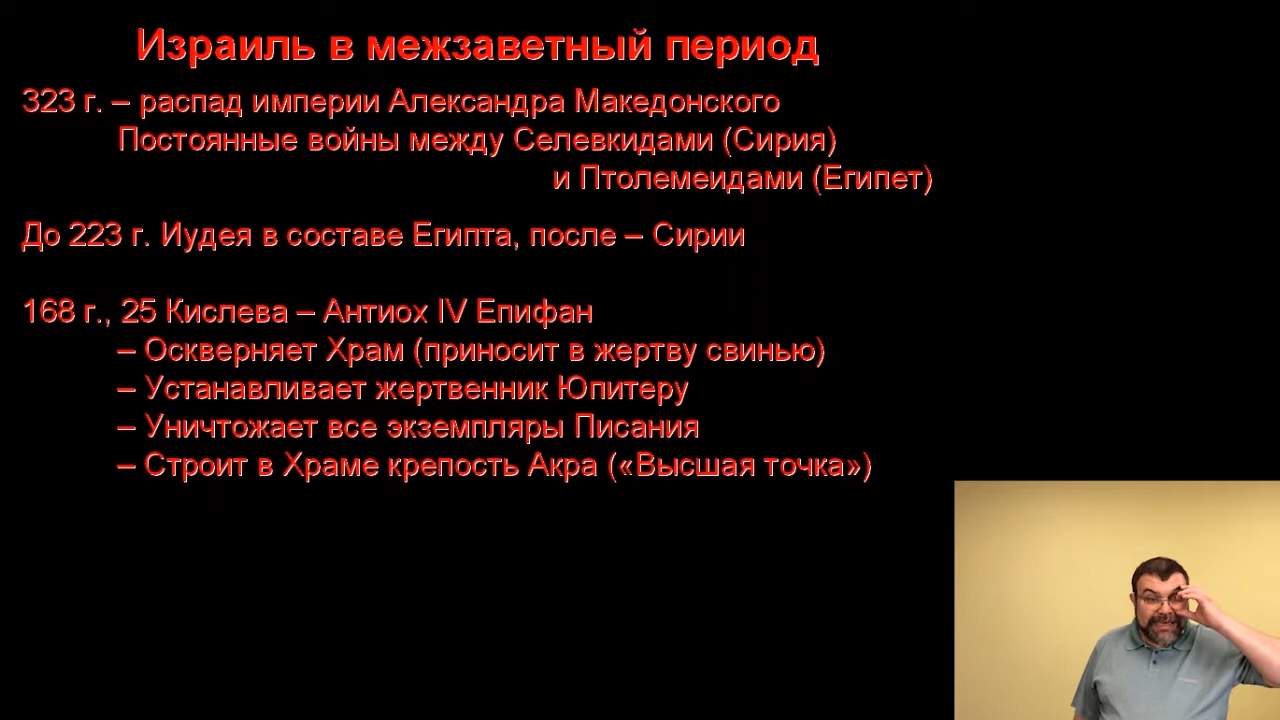 Израиль в межзаветный период
323 г. – распад империи Александра Македонского
Постоянные войны между Селевкидами (Сирия)
и Птолемеидами (Египет)
До 223 г. Иудея в составе Египта, после – Сирии
168 г., 25 Кислева – Антиох IV Епифан
– Оскверняет Храм (приносит в жертву свинью)
– Устанавливает жертвенник Юпитеру
– Уничтожает все экземпляры Писания
– Строит в Храме крепость Акра («Высшая точка»)